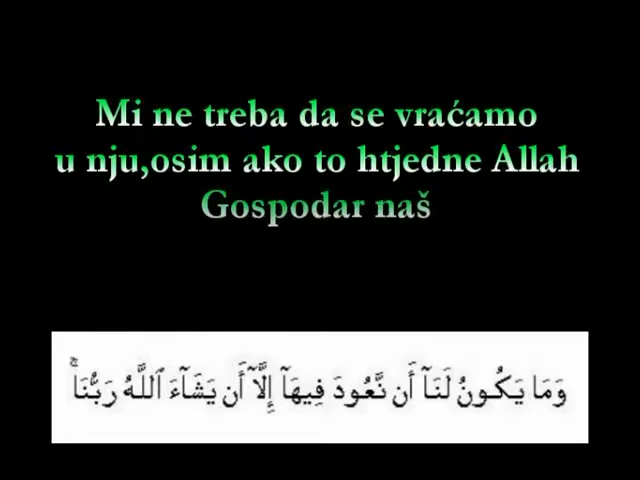 Mi ne treba da se vraćamo
u nju,osim ako to htjedne Allah
Gospodar naš
وَمَا يَكُونُ لَنَآ أَن نَّعُودَ فِيهَآ إِلَّآ أَن يَشَآءَ ٱللَّهُ رَبُّنَا ۚ